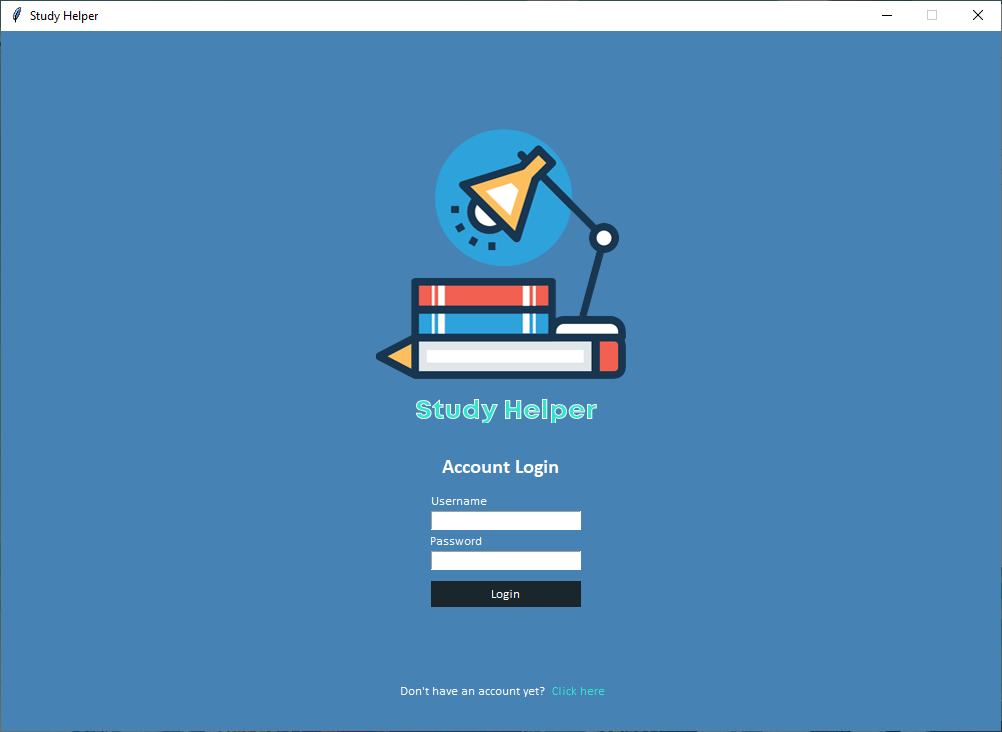 Study Helper
Study Helper
Account Login
Username
Password
Login
Don't have an account yet? Click here